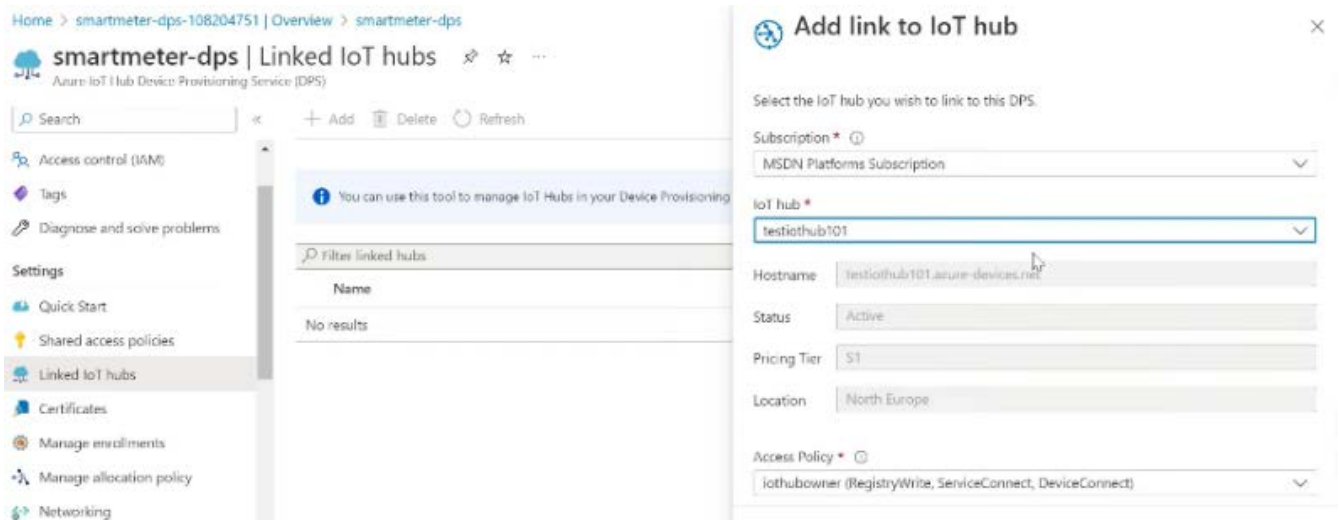 Home > smartmeter-dps-108204751 | Overview > smartmeter-dps
smartmeter-dps | Linked IoT hubs
Azure IoT Hub Device Provisioning Service (DPS)
Search
+ Add Delete Refresh
Access control (IAM)
Tags
Diagnose and solve problems
Settings
Quick Start
Shared access policies
Linked IoT hubs
Certificates
Manage enrollments
Manage allocation policy
Networking
You can use this tool to manage IoT Hubs in your Device Provisioning
Filter linked hubs
Name
No results
Add link to IoT hub
Select the IoT hub you wish to link to this DPS.
Subscription *
MSDN Platforms Subscription
IoT hub *
testiothub101
Hostname testiothub101.azure-devices.net
Status Active
Pricing Tier S1
Location North Europe
Access Policy *
iothubowner (RegistryWrite, ServiceConnect, DeviceConnect)